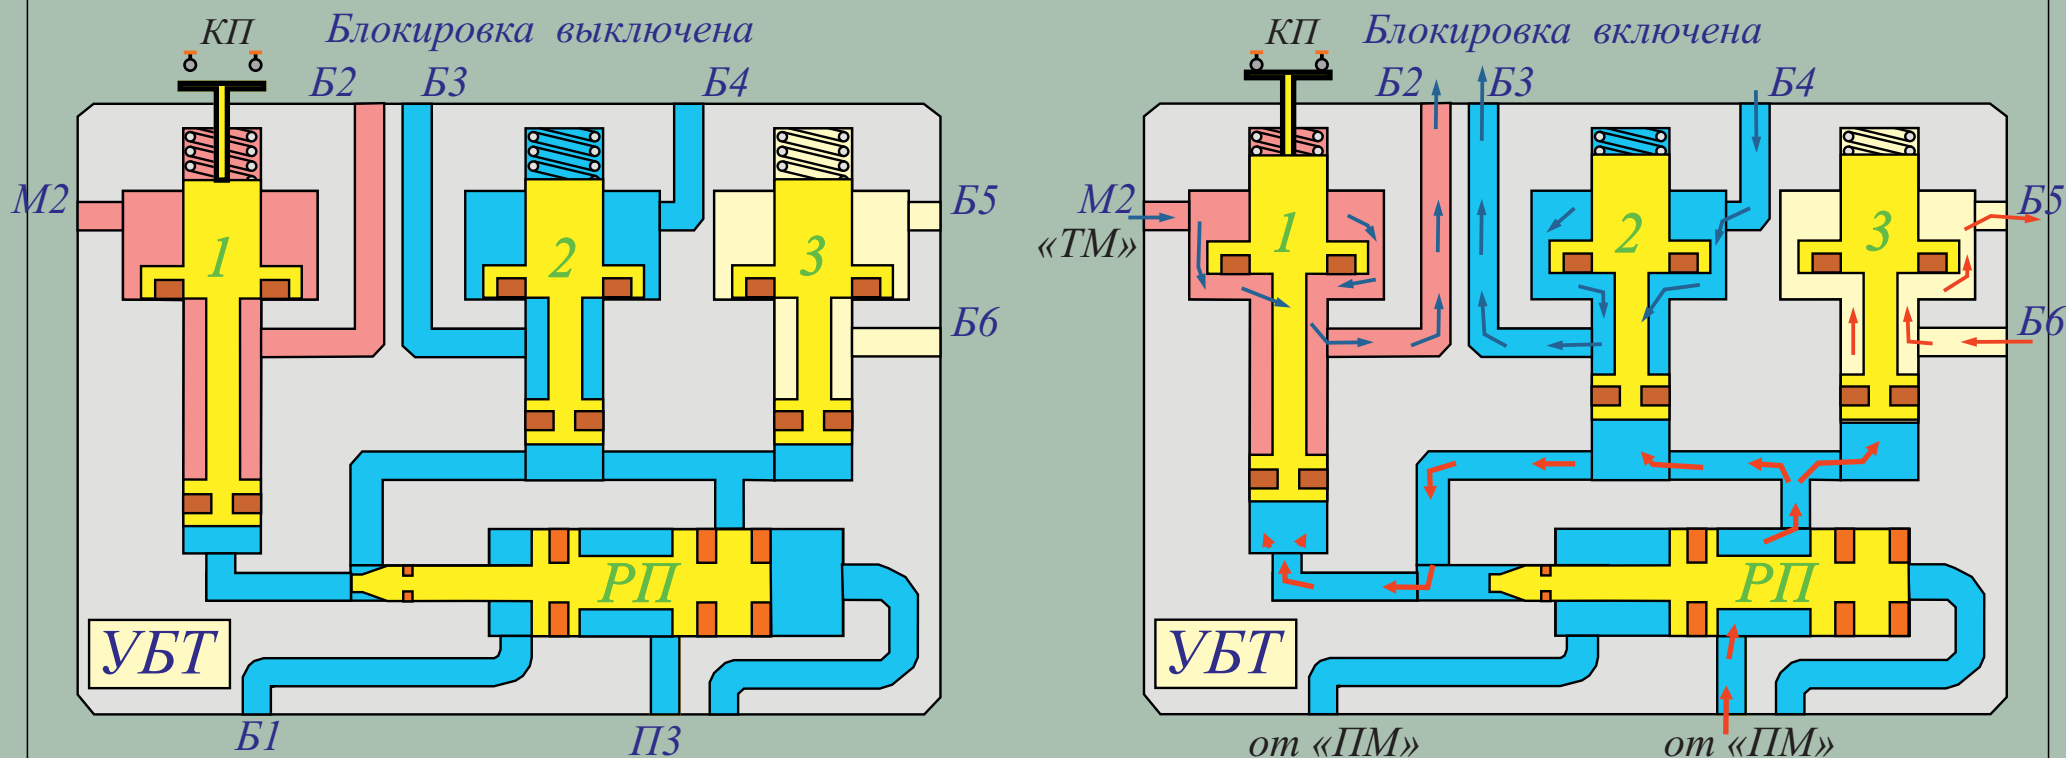 КП Блокировка выключена
Б2 Б3 Б4
М2
1 2 3
Б5
Б6
РП
УБТ
Б1 П3
КП Блокировка включена
Б2 Б3 Б4
М2
«ТМ»
1 2 3
Б5
Б6
РП
УБТ
от «ПМ» от «ПМ»